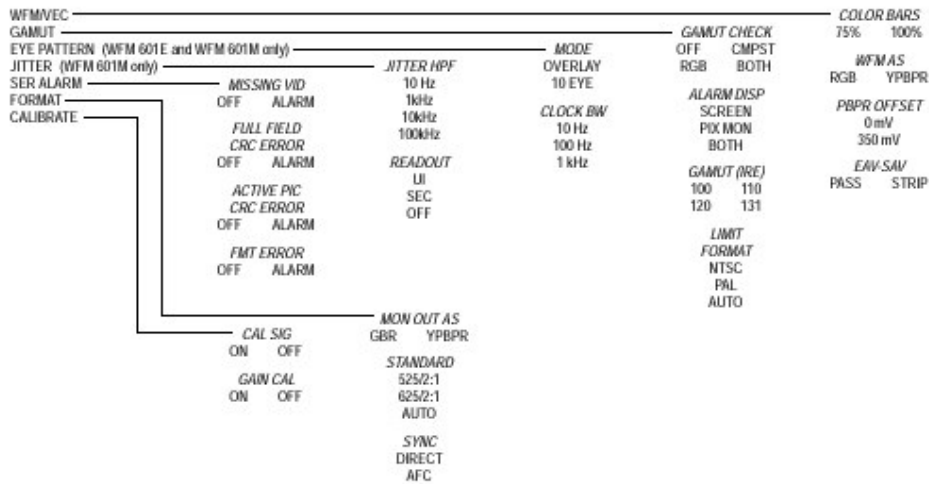 WFM/VEC
GAMUT
EYE PATTERN (WFM 601E and WFM 601M only)
JITTER (WFM 601M only)
SER ALARM
FORMAT
CALIBRATE
MISSING VID
OFF ALARM
FULL FIELD
CRC ERROR
OFF ALARM
ACTIVE PIC
CRC ERROR
OFF ALARM
FMT ERROR
OFF ALARM
CAL SIG
ON OFF
GAIN CAL
ON OFF
JITTER HPF
10 Hz
1kHz
10kHz
100kHz
READOUT
UI
SEC
OFF
MON OUT AS
GBR YPBPR
STANDARD
525/2:1
625/2:1
AUTO
SYNC
DIRECT
AFC
MODE
OVERLAY
10 EYE
CLOCK BW
10 Hz
100 Hz
1 kHz
GAMUT CHECK
OFF CMPST
RGB BOTH
ALARM DISP
SCREEN
PIX MON
BOTH
GAMUT (IRE)
100 110
120 131
LIMIT
FORMAT
NTSC
PAL
AUTO
COLOR BARS
75% 100%
WFM AS
RGB YPBPR
PBPR OFFSET
0 mV
350 mV
EAV-SAV
PASS STRIP